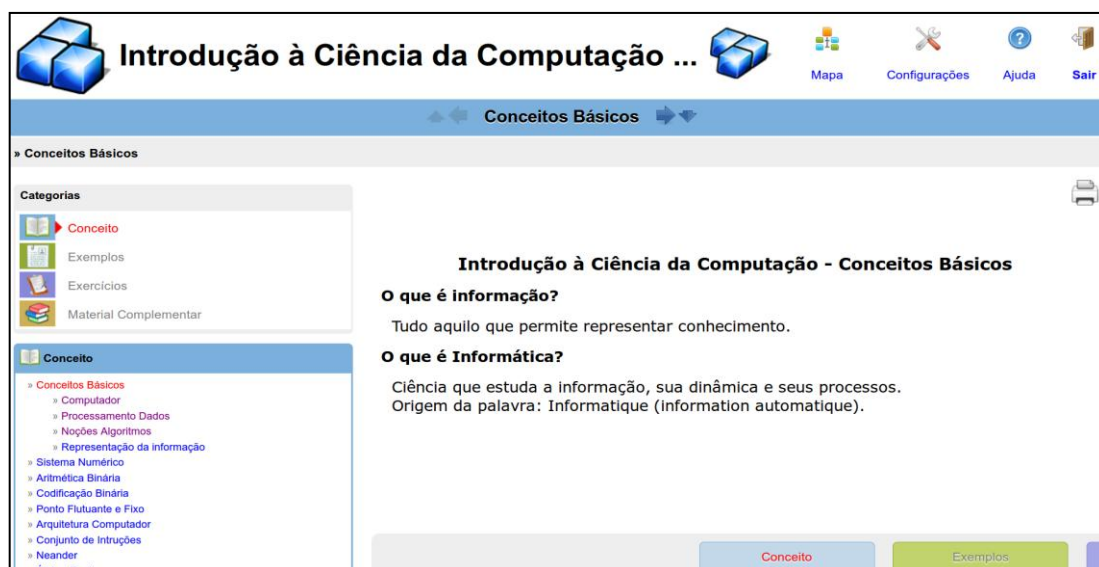 Introdução à Ciência da Computação ...
Mapa
Configurações
Ajuda
Sair
Conceitos Básicos
» Conceitos Básicos
Categorias
Conceito
Exemplos
Exercícios
Material Complementar
Conceito
» Conceitos Básicos
» Computador
» Processamento Dados
» Noções Algoritmos
» Representação da informação
» Sistema Numérico
» Aritmética Binária
» Codificação Binária
» Ponto Flutuante e Fixo
» Arquitetura Computador
» Conjunto de Intruções
» Neander
Introdução à Ciência da Computação - Conceitos Básicos
O que é informação?
Tudo aquilo que permite representar conhecimento.
O que é Informática?
Ciência que estuda a informação, sua dinâmica e seus processos.
Origem da palavra: Informatique (information automatique).
Conceito
Exemplos